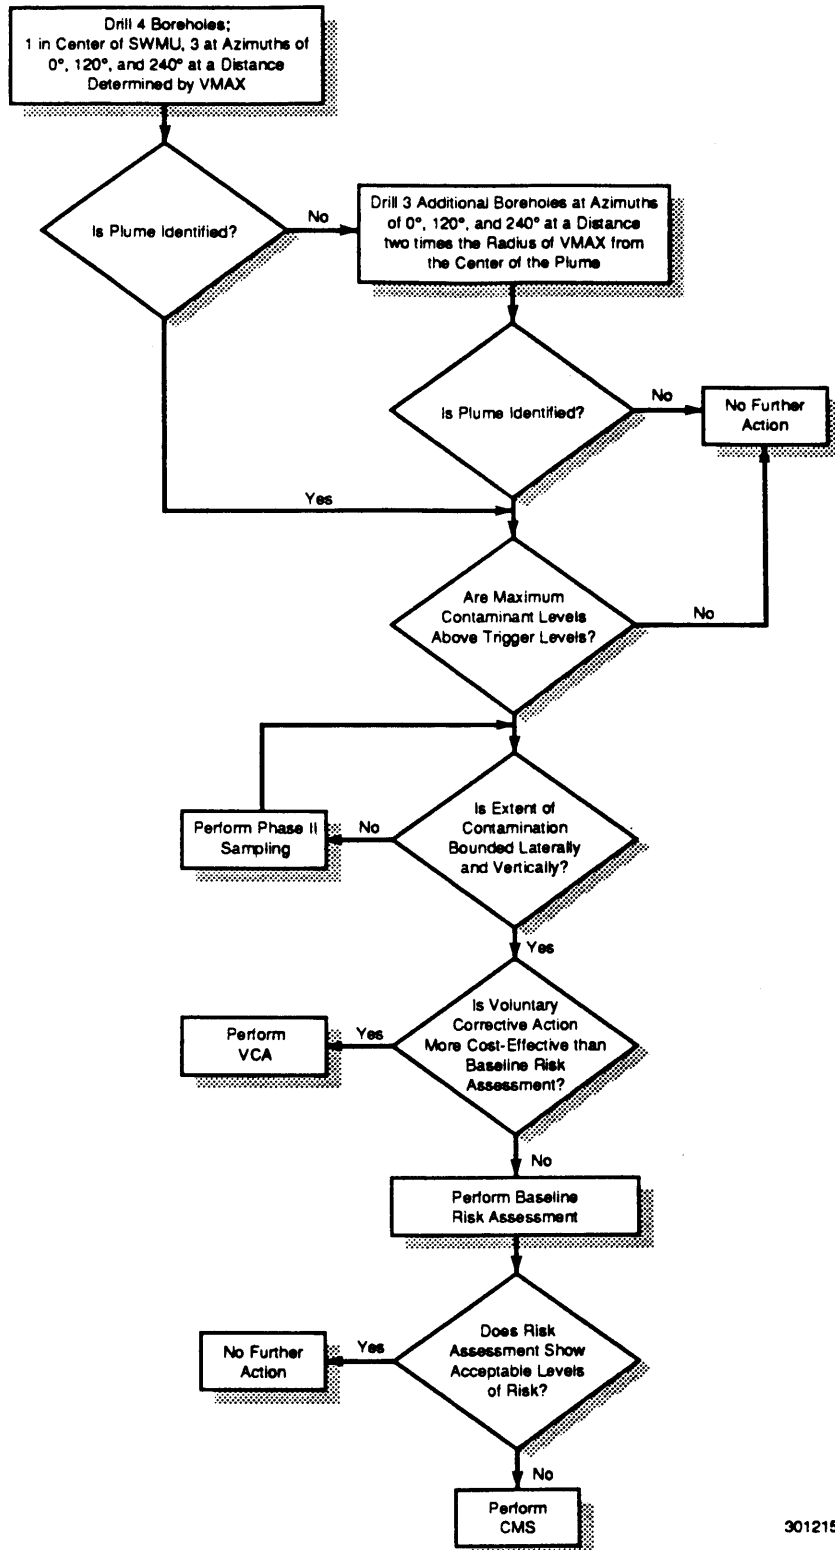 Drill 4 Boreholes;
1 in Center of SWMU, 3 at Azimuths of
0°, 120°, and 240° at a Distance
Determined by VMAX
Is Plume Identified?
No
Drill 3 Additional Boreholes at Azimuths
of 0°, 120°, and 240° at a Distance
two times the Radius of VMAX from
the Center of the Plume
Is Plume Identified?
No
No Further
Action
Yes
Are Maximum
Contaminant Levels
Above Trigger Levels?
No
Is Extent of
Contamination
Bounded Laterally
and Vertically?
No
Perform Phase II
Sampling
Yes
Is Voluntary
Corrective Action
More Cost-Effective than
Baseline Risk
Assessment?
Yes
Perform
VCA
No
Perform Baseline
Risk Assessment
Does Risk
Assessment Show
Acceptable Levels
of Risk?
Yes
No Further
Action
No
Perform
CMS
301215